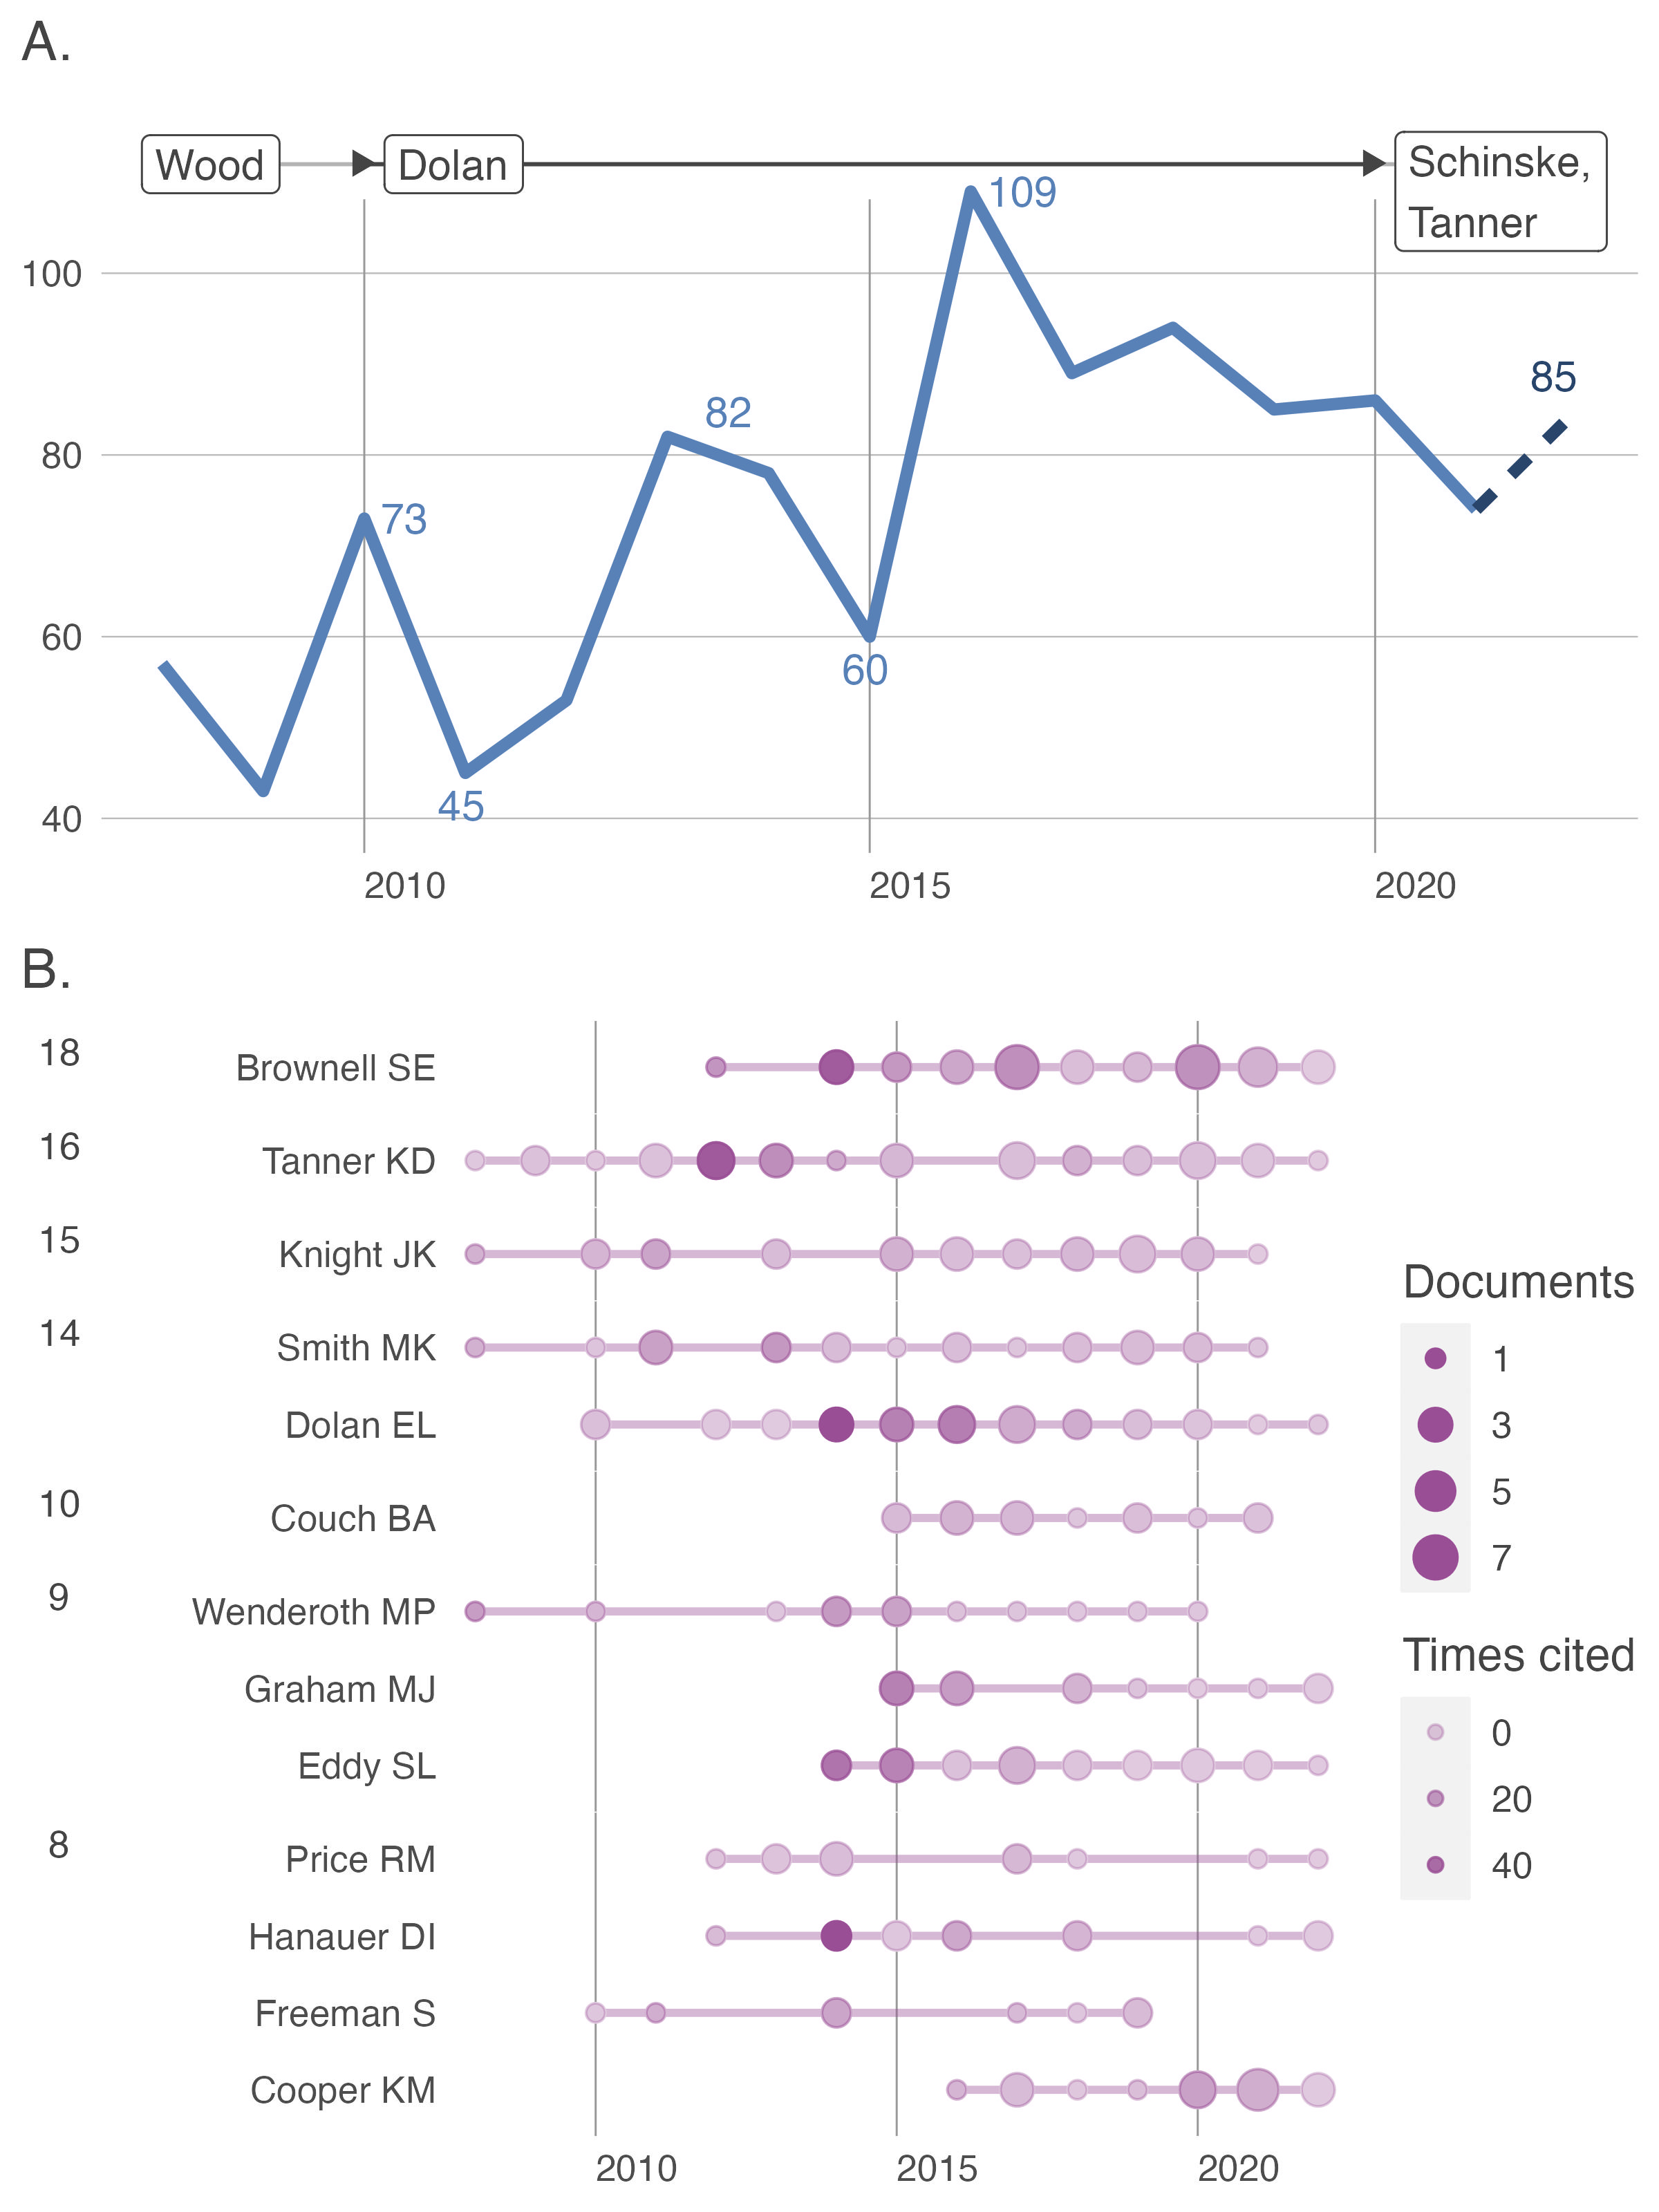 A.
Wood
Dolan
Schinske,
Tanner
109
100
85
82
80
73
60
60
45
40
2010
2015
2020
B.
18
Brownell SE
16
Tanner KD
15
Knight JK
14
Smith MK
Dolan EL
10
Couch BA
9
Wenderoth MP
Graham MJ
Eddy SL
8
Price RM
Hanauer DI
Freeman S
Cooper KM
2010
2015
2020
Documents
1
3
5
7
Times cited
0
20
40